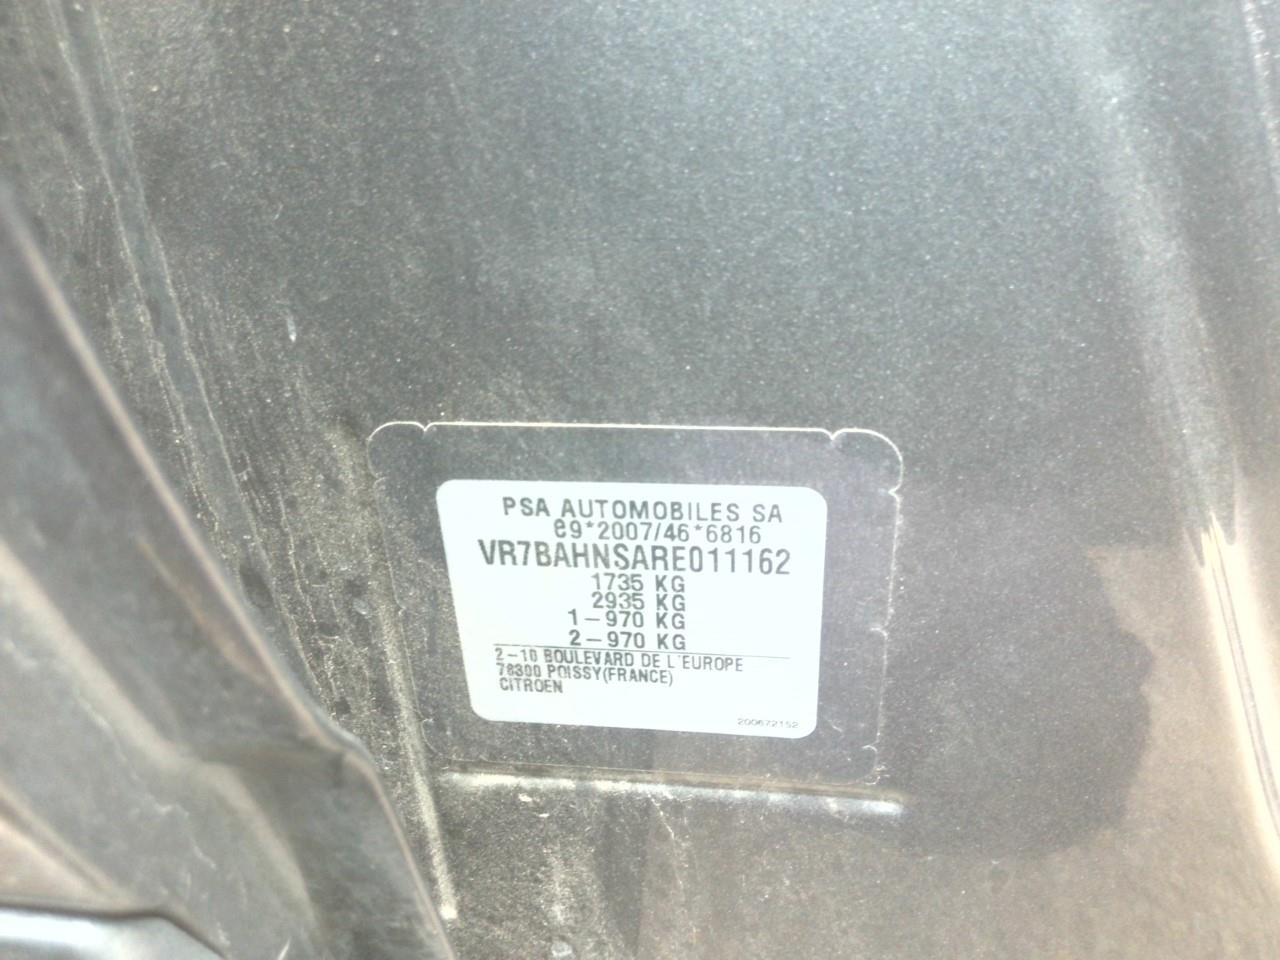 PSA AUTOMOBILES SA
e9*2007/46*6816
VR7BAHNSARE011162
1735 KG
2935 KG
1-970 KG
2-970 KG
2-10 BOULEVARD DE L'EUROPE
78300 POISSY(FRANCE)
CITROEN
200672152